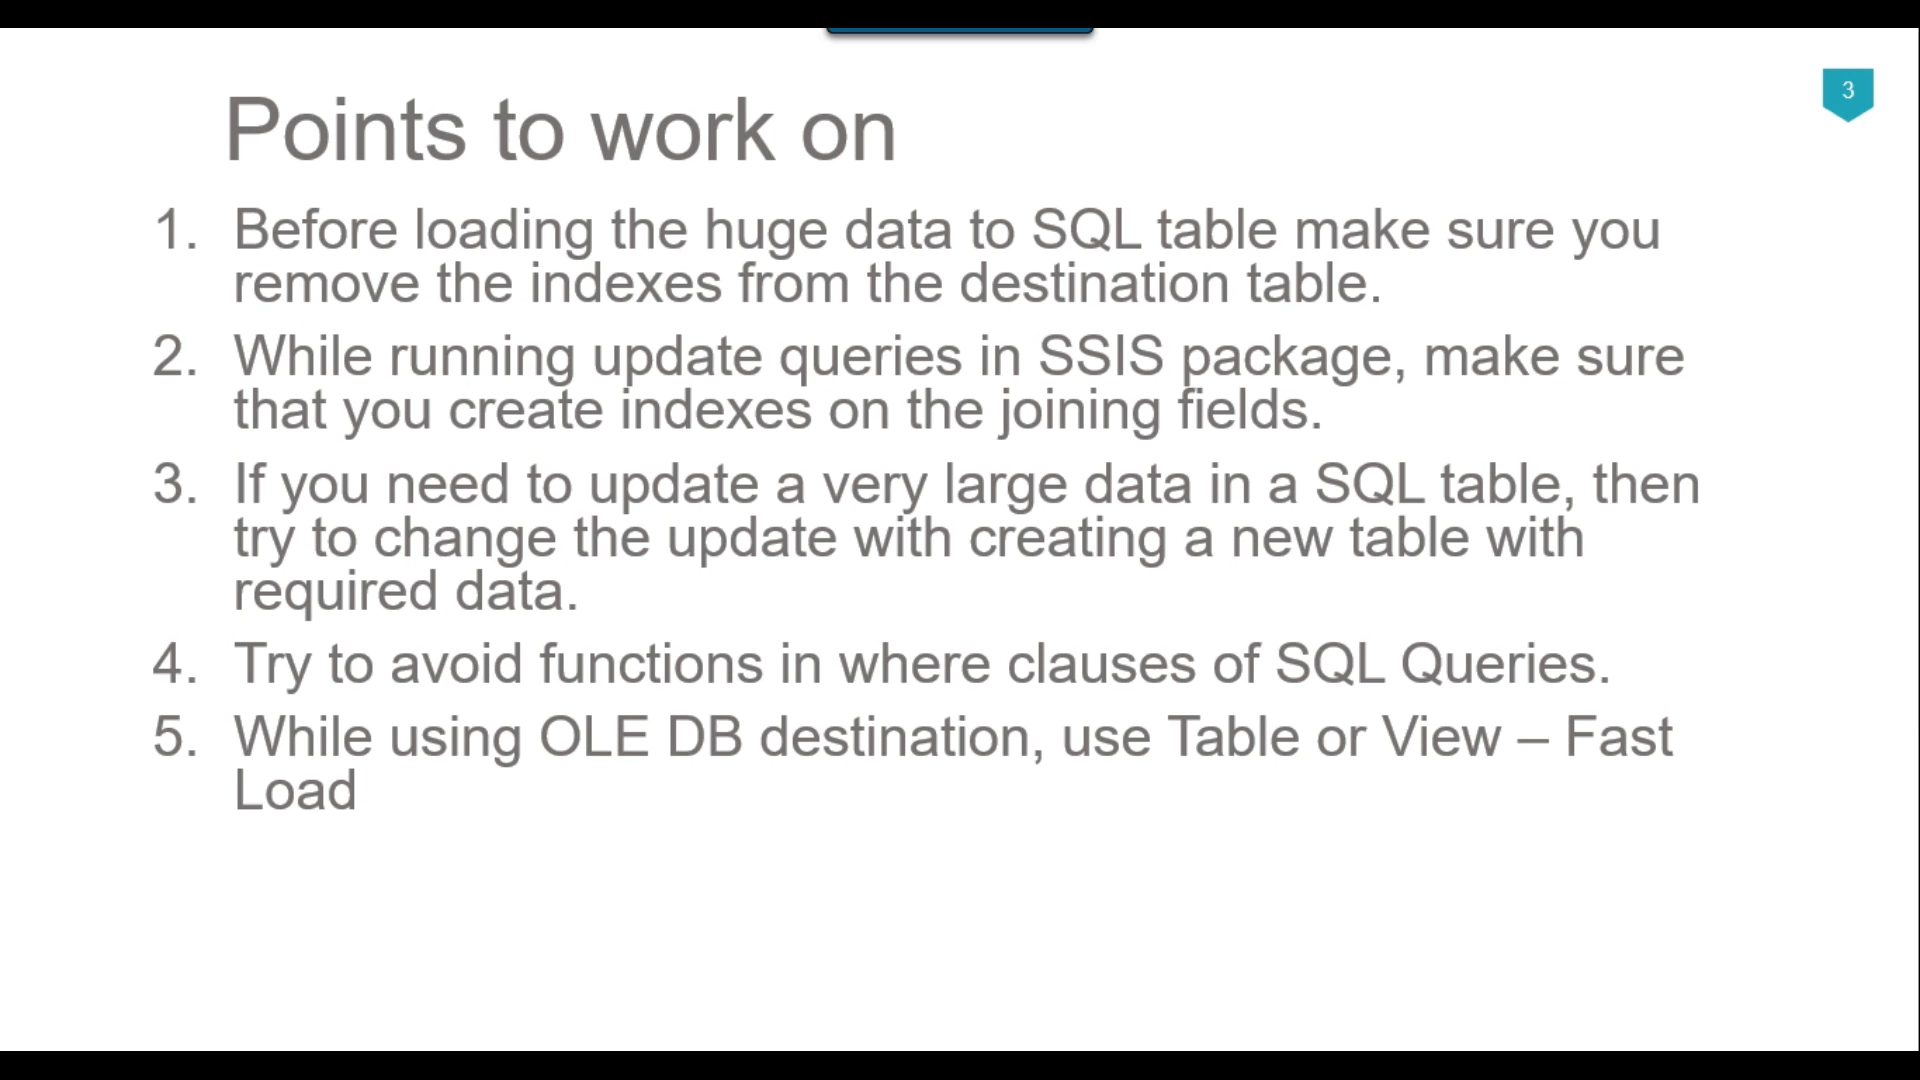 3
Points to work on
1. Before loading the huge data to SQL table make sure you
remove the indexes from the destination table.
2. While running update queries in SSIS package, make sure
that you create indexes on the joining fields.
3. If you need to update a very large data in a SQL table, then
try to change the update with creating a new table with
required data.
4. Try to avoid functions in where clauses of SQL Queries.
5. While using OLE DB destination, use Table or View – Fast
Load